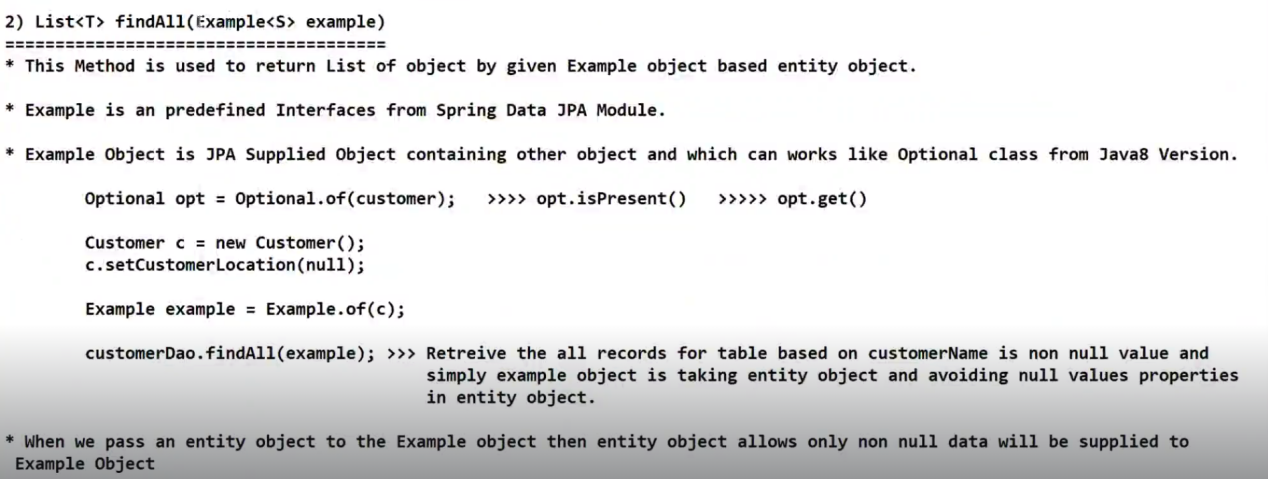 2) List<T> findAll(Example<S> example)
======================================
* This Method is used to return List of object by given Example object based entity object.
* Example is an predefined Interfaces from Spring Data JPA Module.
* Example Object is JPA Supplied Object containing other object and which can works like Optional class from Java8 Version.
Optional opt = Optional.of(customer);   >>>> opt.isPresent()   >>>>> opt.get()
Customer c = new Customer();
c.setCustomerLocation(null);
Example example = Example.of(c);
customerDao.findAll(example); >>> Retreive the all records for table based on customerName is non null value and
simply example object is taking entity object and avoiding null values properties
in entity object.
* When we pass an entity object to the Example object then entity object allows only non null data will be supplied to
Example Object